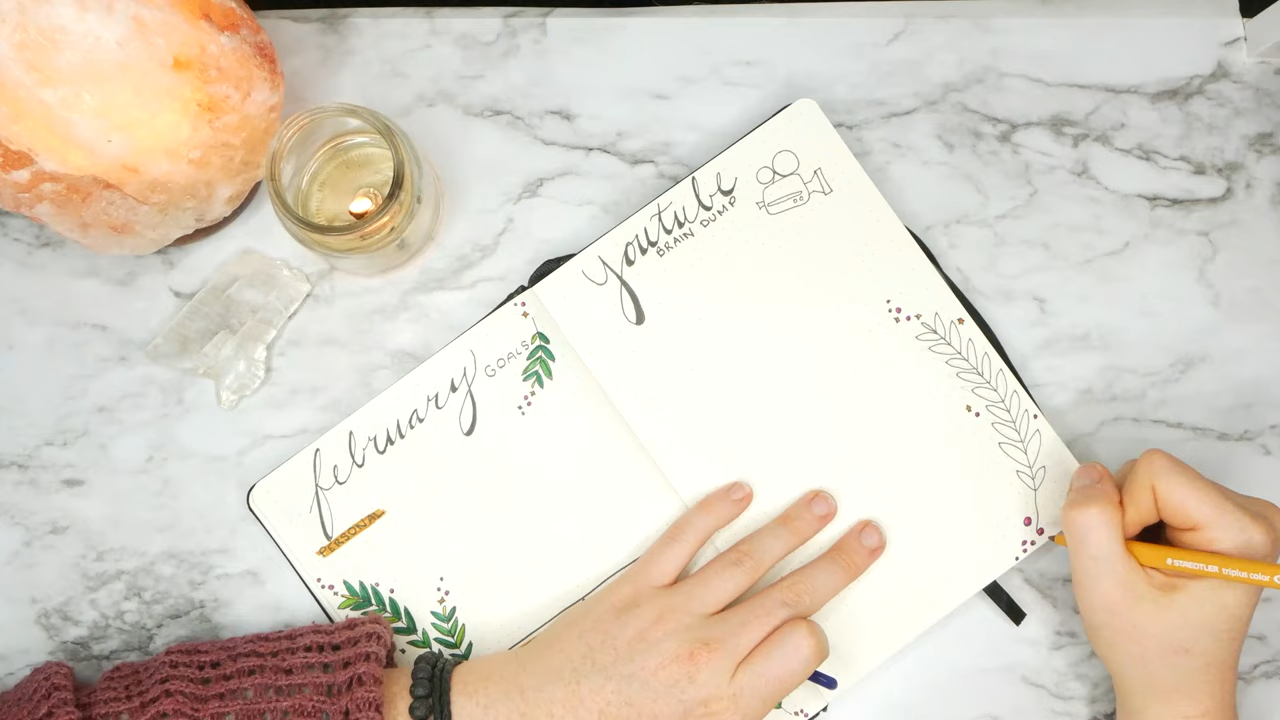 february
GOALS
PERSONAL
youtube
BRAIN DUMP
STAEDTLER triplus color